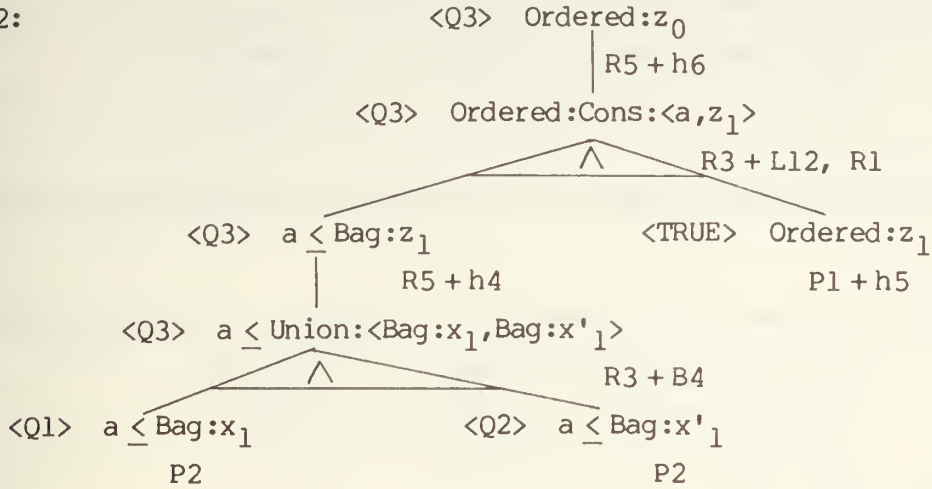 2:
<Q3> Ordered:z0
R5 + h6
<Q3> Ordered:Cons:<a,z1>
∧ R3 + L12, R1
<Q3> a ≤ Bag:z1 <TRUE> Ordered:z1
R5 + h4 P1 + h5
<Q3> a ≤ Union:<Bag:x1,Bag:x'1>
∧ R3 + B4
<Q1> a ≤ Bag:x1 <Q2> a ≤ Bag:x'1
P2 P2